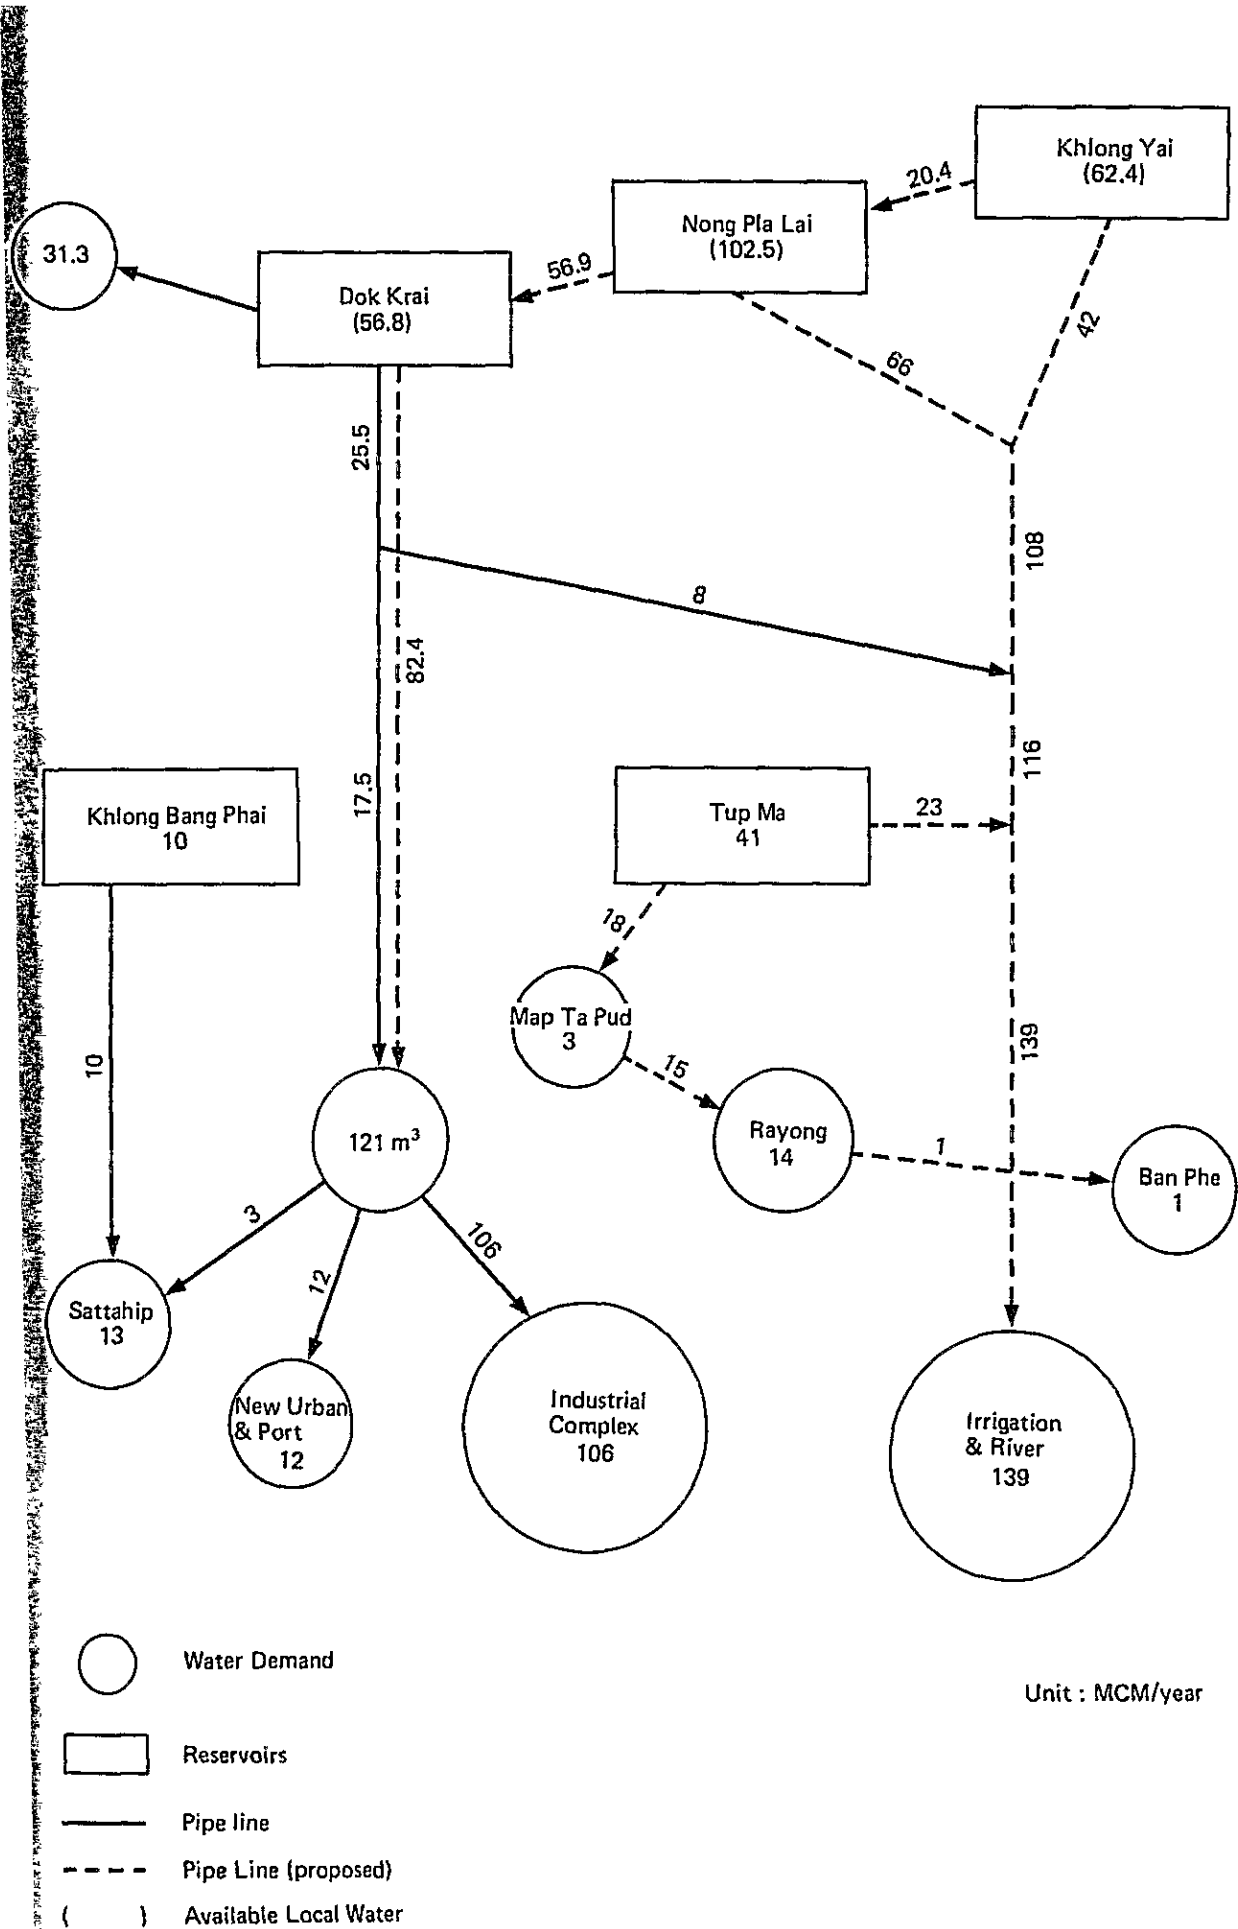 Khlong Yai
(62.4)
20.4
Nong Pla Lai
(102.5)
31.3
56.9
Dok Krai
(56.8)
42
66
25.5
108
8
82.4
116
17.5
Khlong Bang Phai
10
Tup Ma
41
23
18
Map Ta Pud
3
139
10
15
121 m³
Rayong
14
1
Ban Phe
1
3
106
12
Sattahip
13
New Urban
& Port
12
Industrial
Complex
106
Irrigation
& River
139
Water Demand
Unit : MCM/year
Reservoirs
Pipe line
Pipe Line (proposed)
( ) Available Local Water